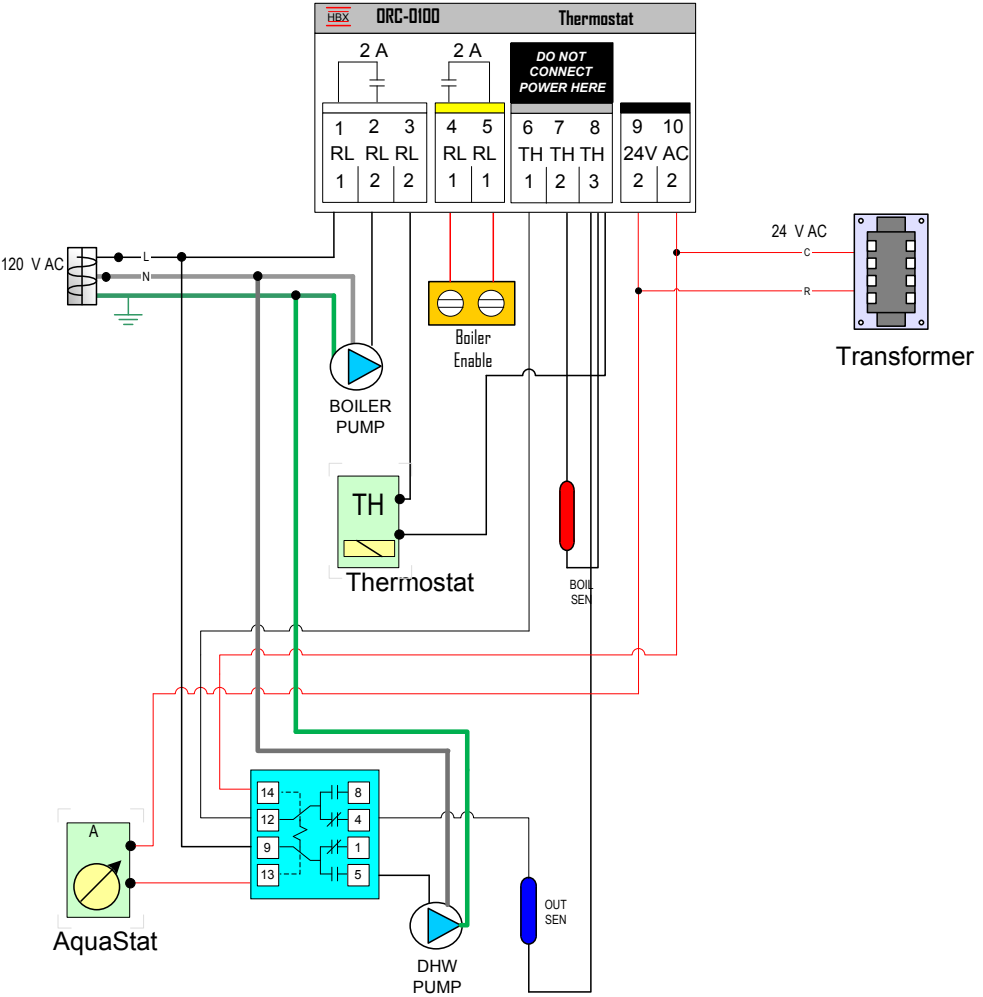 HBX ORC-0100 Thermostat
2 A 2 A
DO NOT
CONNECT
POWER HERE
1 2 3 4 5 6 7 8 9 10
RL RL RL RL RL TH TH TH 24V AC
1 2 2 1 1 1 2 3 2 2
24 V AC
C
R
Transformer
120 V AC
L
N
Boiler
Enable
BOILER
PUMP
TH
Thermostat
BOIL
SEN
14 8
12 4
9 1
13 5
A
AquaStat
OUT
SEN
DHW
PUMP